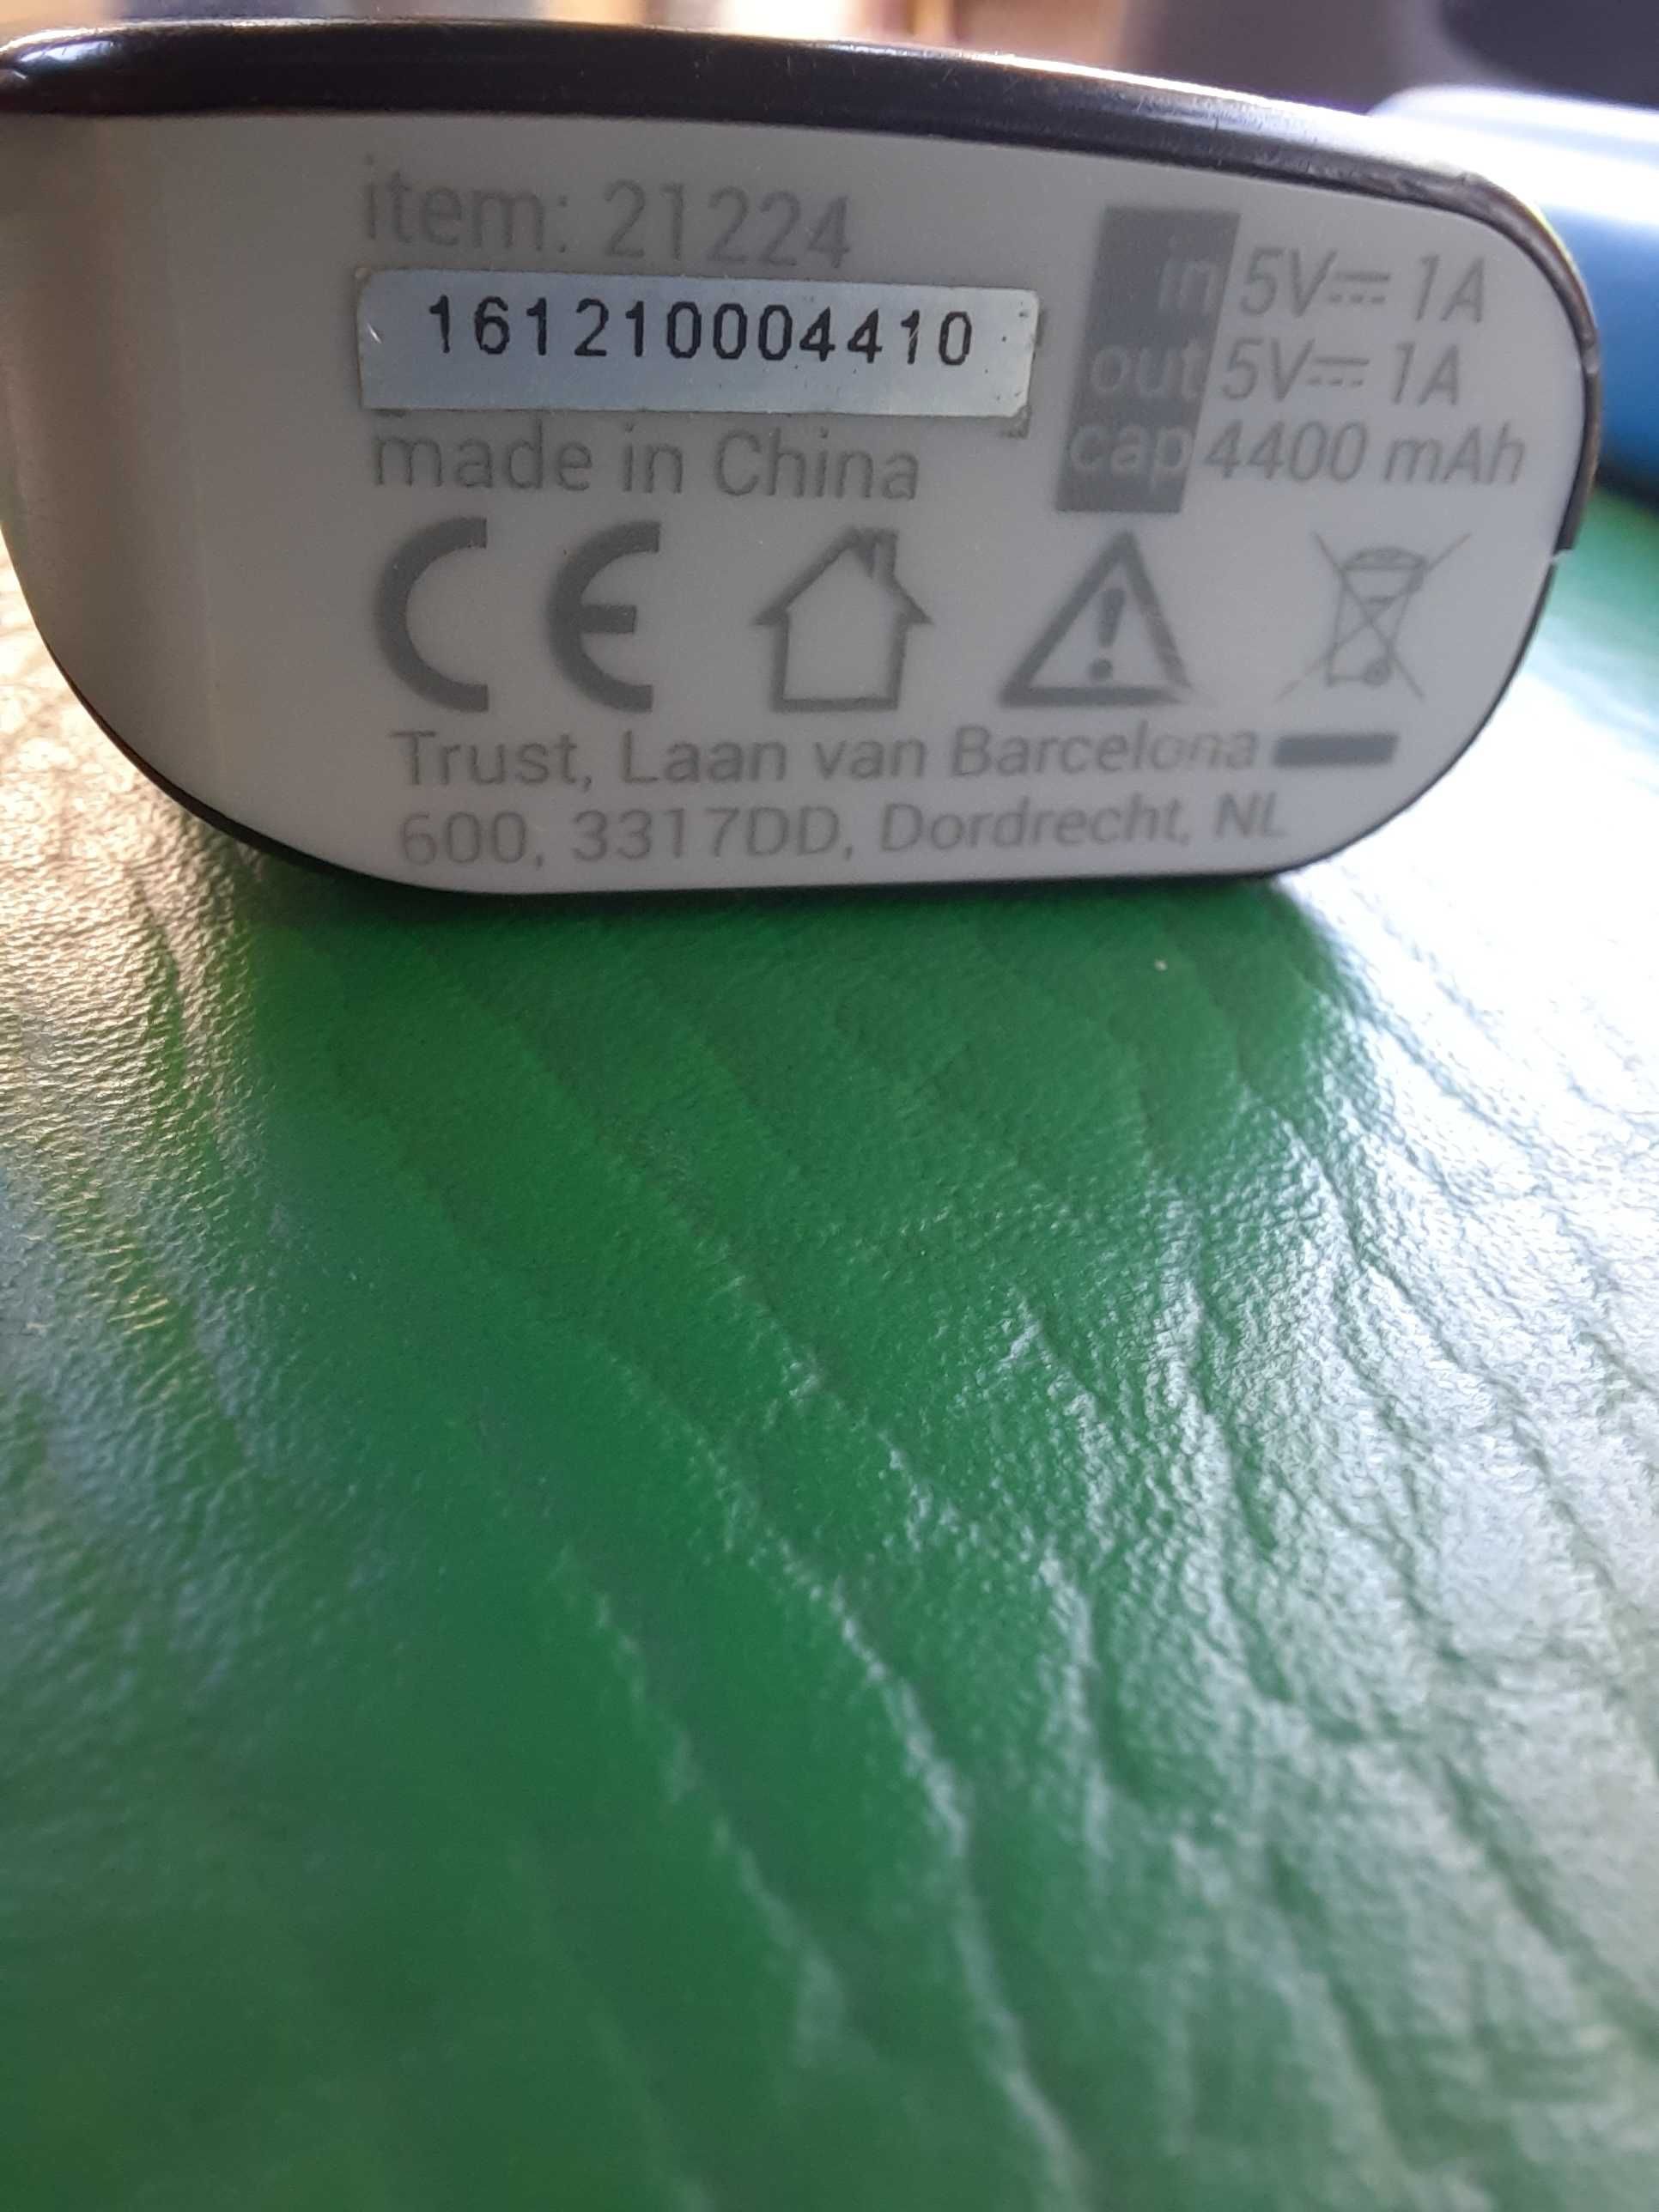 item: 21224
161210004410
made in China
in 5V⎓1A
out 5V⎓1A
cap 4400 mAh
CE
Trust, Laan van Barcelona
600, 3317DD, Dordrecht, NL